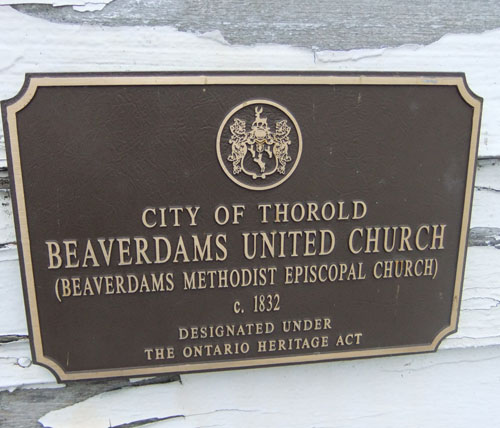 CITY OF THOROLD
BEAVERDAMS UNITED CHURCH
(BEAVERDAMS METHODIST EPISCOPAL CHURCH)
c. 1832
DESIGNATED UNDER
THE ONTARIO HERITAGE ACT